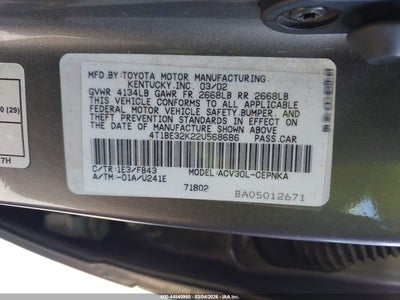 MFD.BY:TOYOTA MOTOR MANUFACTURING
KENTUCKY,INC. 03/02
GVWR 4134LB GAWR FR 2668LB RR 2668LB
THIS VEHICLE CONFORMS TO ALL APPLICABLE
FEDERAL MOTOR VEHICLE SAFETY,BUMPER, AND
THEFT PREVENTION STANDARDS IN EFFECT ON
THE DATE OF MANUFACTURE SHOWN ABOVE.
4T1BE32K22U568686 PASS.CAR
C/TR:1E3/FB43 MODEL:ACV30L-CEPNKA
A/TM:-01A/U241E
71802
BA05012671
0 (29)
7H